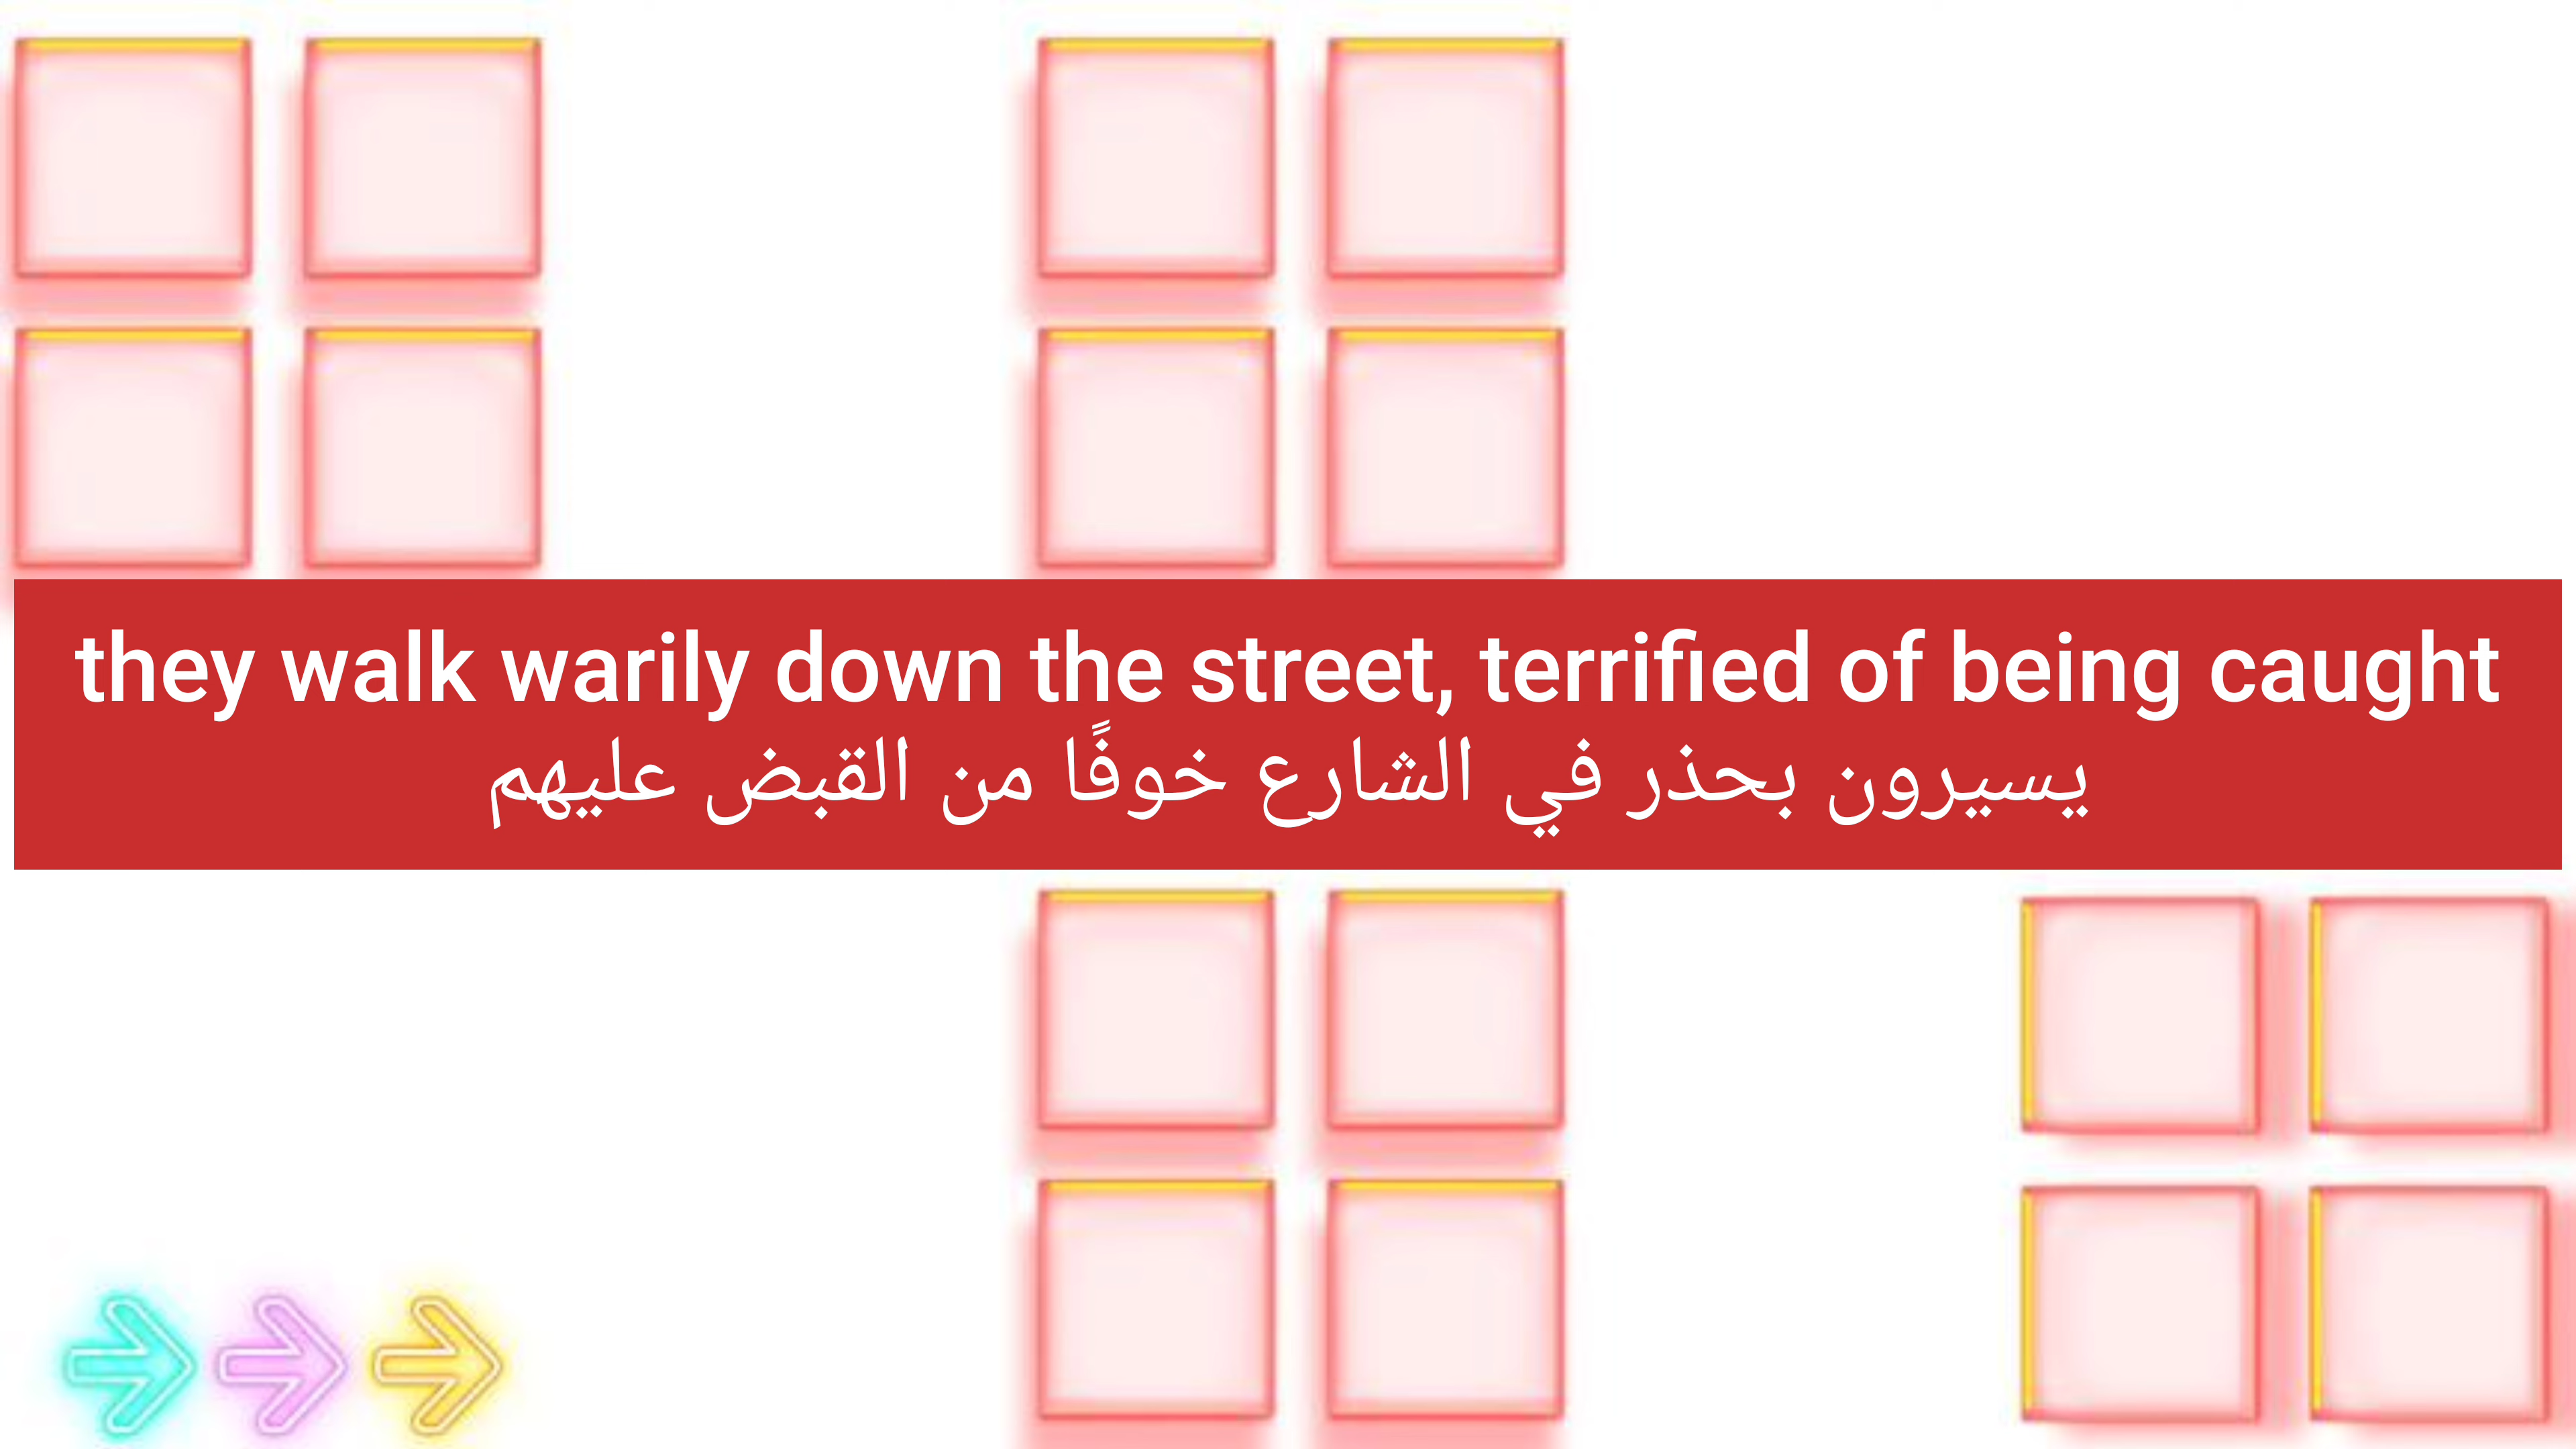 they walk warily down the street, terrified of being caught
يسيرون بحذر في الشارع خوفًا من القبض عليهم